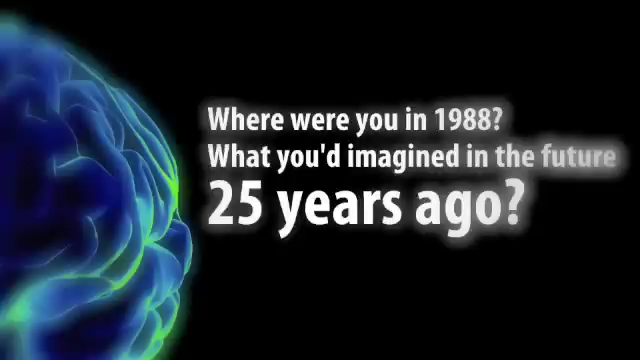 Where were you in 1988?
What you'd imagined in the future
25 years ago?